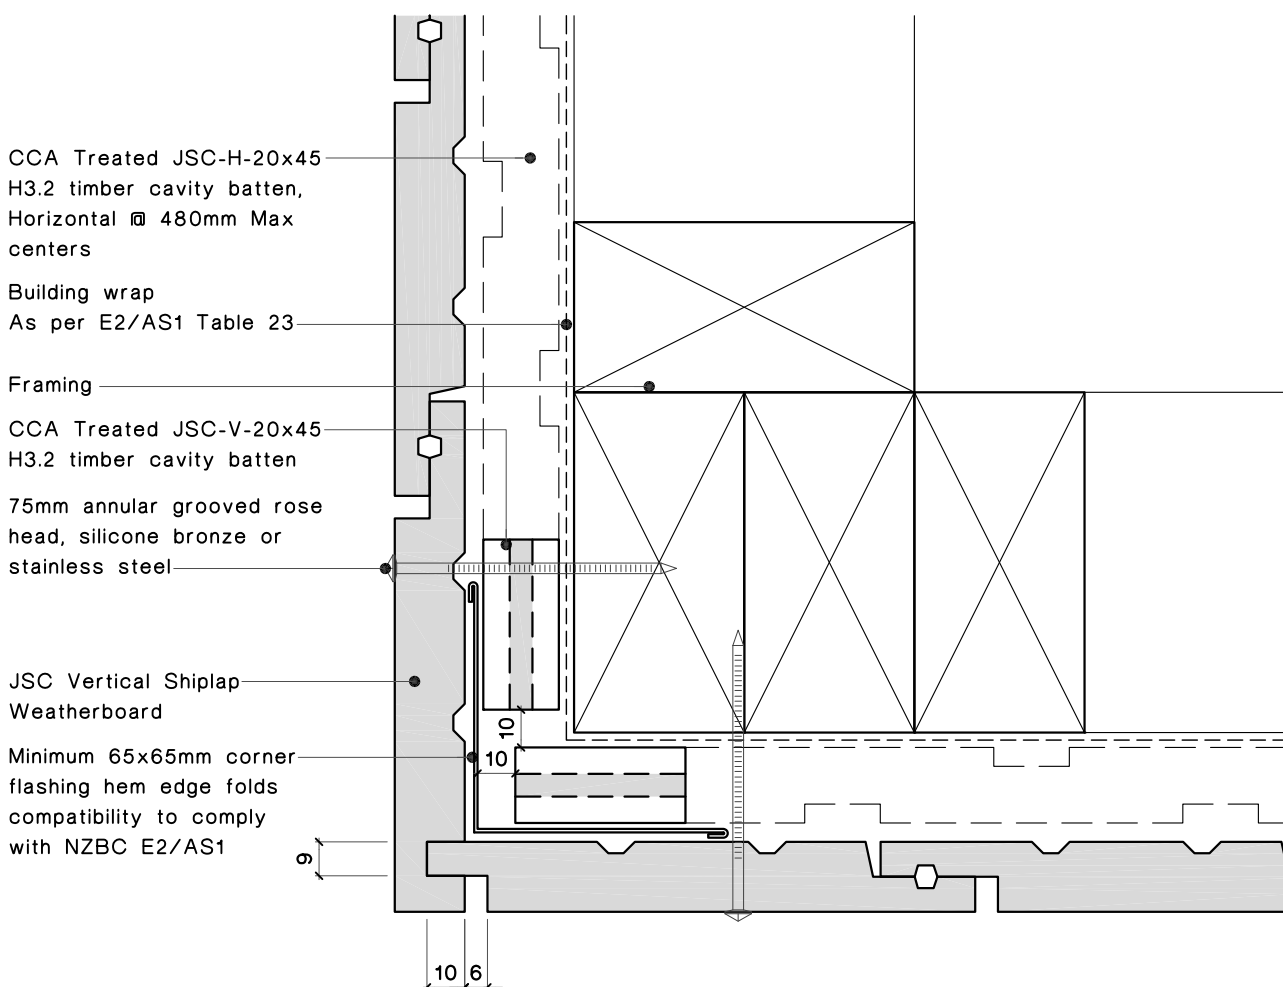 CCA Treated JSC-H-20x45
H3.2 timber cavity batten,
Horizontal @ 480mm Max
centers
Building wrap
As per E2/AS1 Table 23
Framing
CCA Treated JSC-V-20x45
H3.2 timber cavity batten
75mm annular grooved rose
head, silicone bronze or
stainless steel
JSC Vertical Shiplap
Weatherboard
Minimum 65x65mm corner
flashing hem edge folds
compatibility to comply
with NZBC E2/AS1
10
10
9
10
6